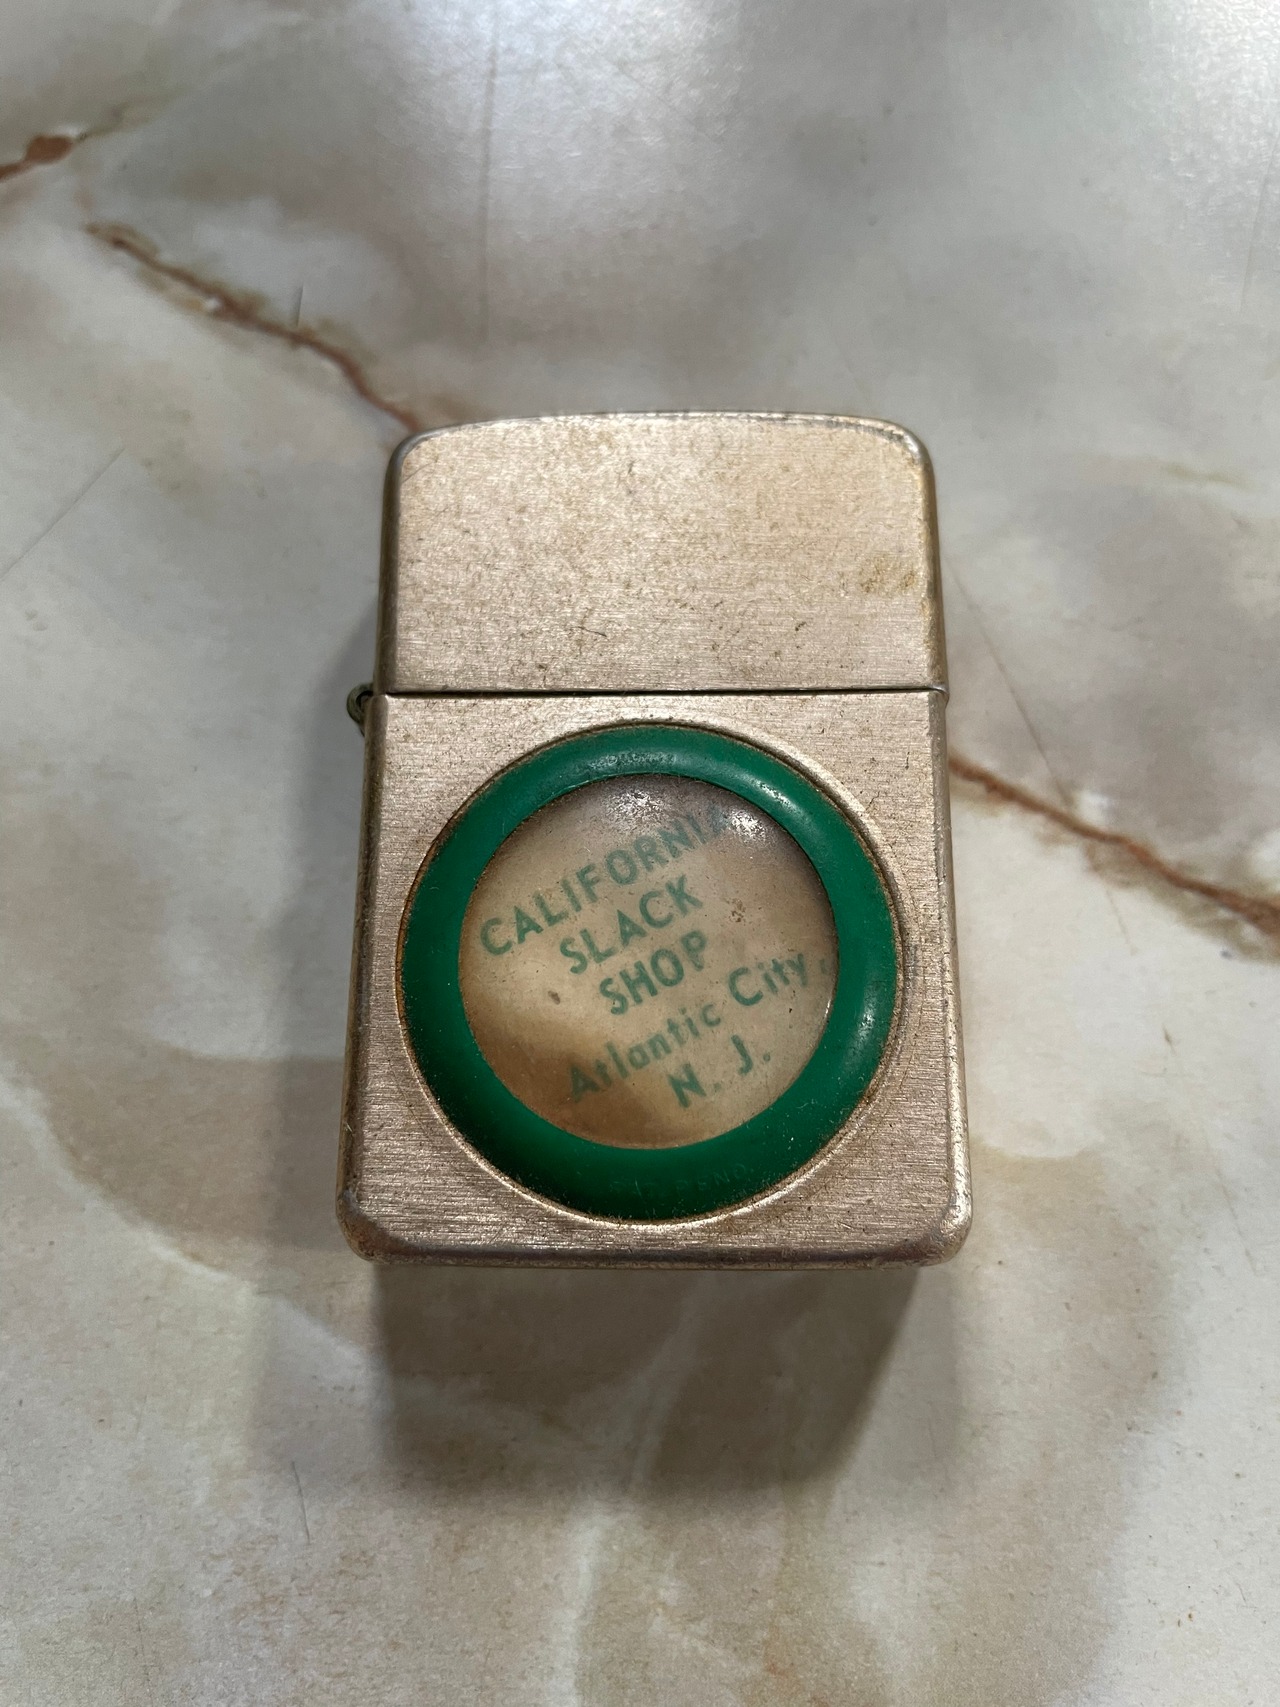 CALIFORNIA
SLACK
SHOP
Atlantic City,
N. J.